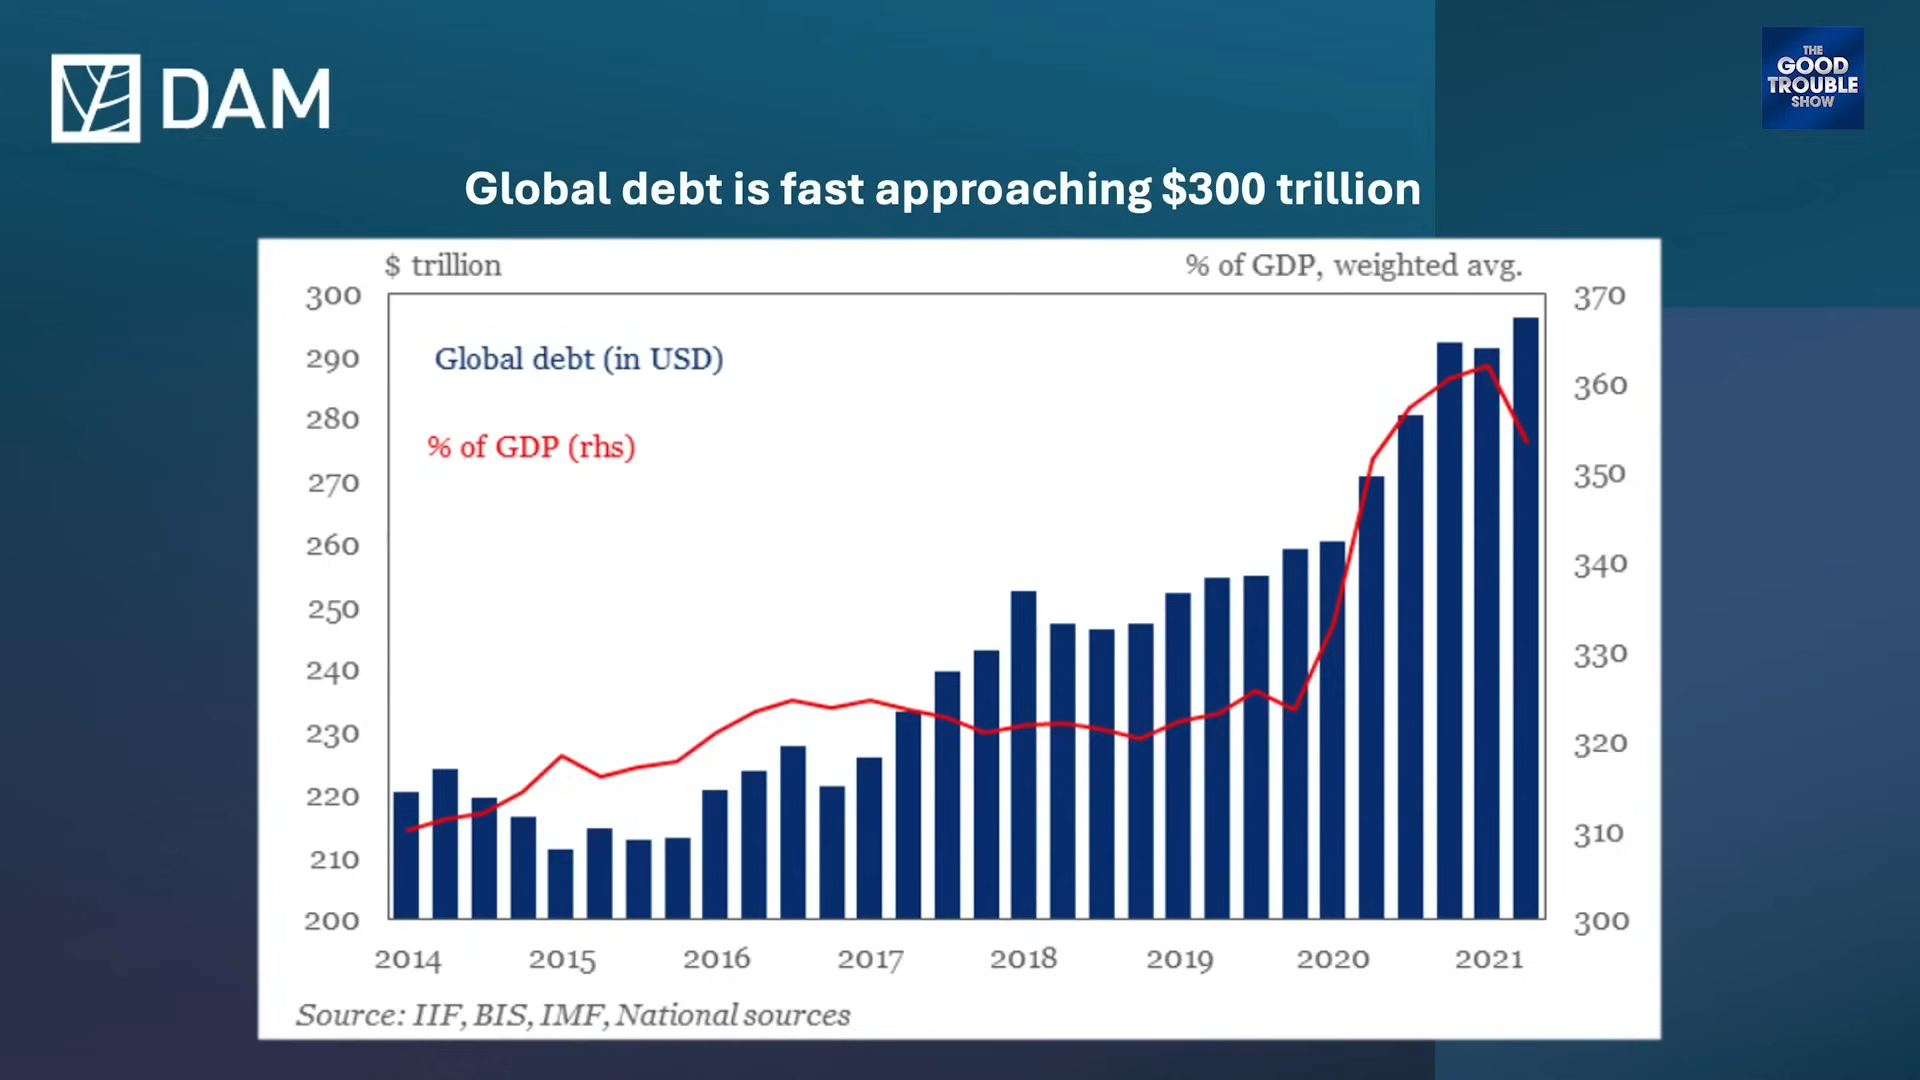 DAM
THE
GOOD
TROUBLE
SHOW
Global debt is fast approaching $300 trillion
$ trillion
% of GDP, weighted avg.
300
290
280
270
260
250
240
230
220
210
200
Global debt (in USD)
% of GDP (rhs)
370
360
350
340
330
320
310
300
2014 2015 2016 2017 2018 2019 2020 2021
Source: IIF, BIS, IMF, National sources